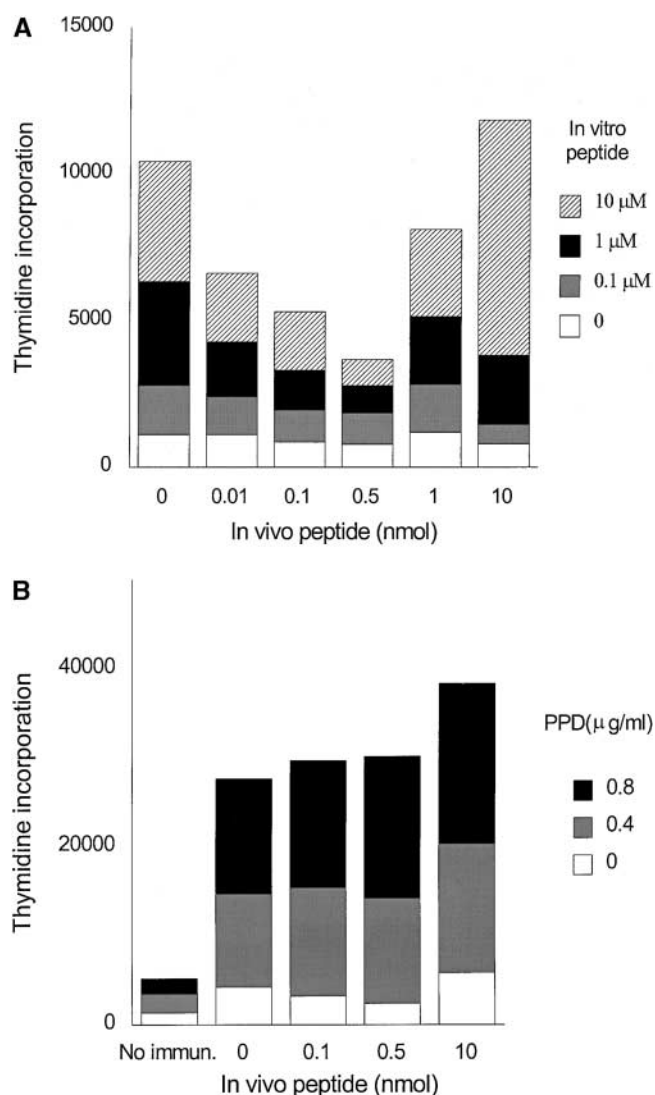 A
15000
10000
5000
0
Thymidine incorporation
0 0.01 0.1 0.5 1 10
In vivo peptide (nmol)
In vitro
peptide
10 µM
1 µM
0.1 µM
0
B
40000
20000
0
Thymidine incorporation
No immun. 0 0.1 0.5 10
In vivo peptide (nmol)
PPD(µ g/ml)
0.8
0.4
0